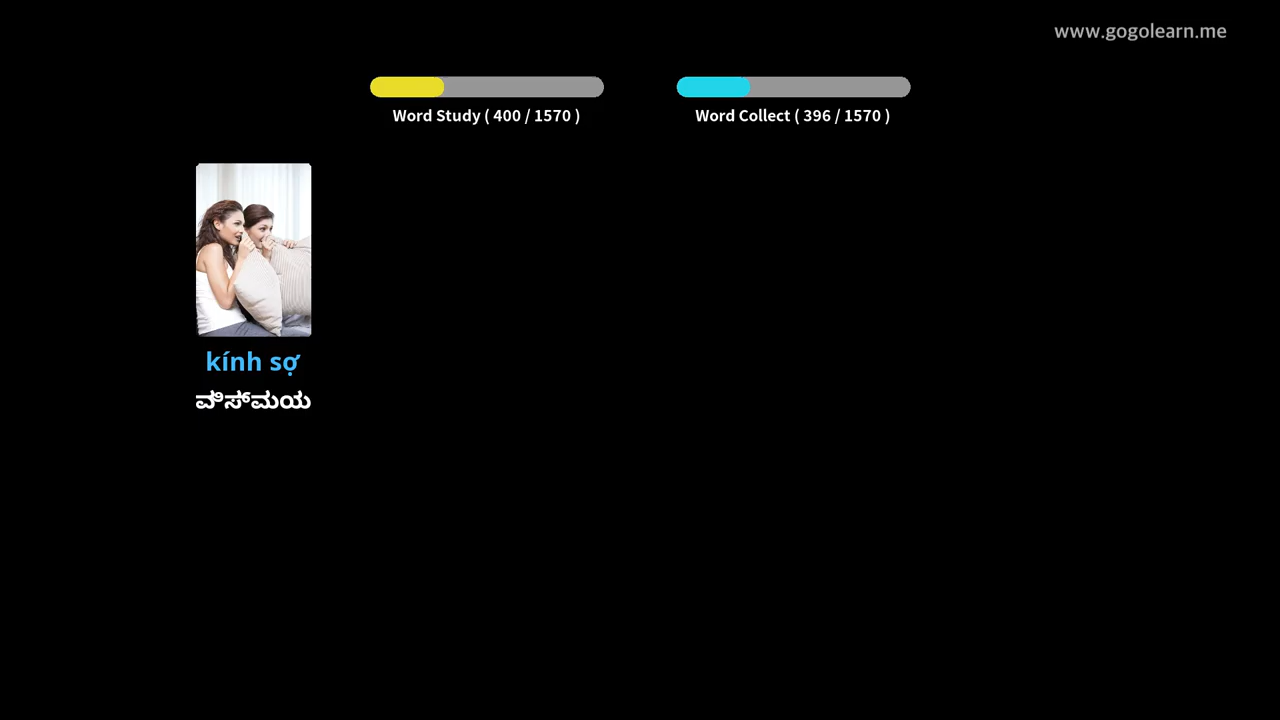 www.gogolearn.me
Word Study ( 400 / 1570 )
Word Collect ( 396 / 1570 )
kính sợ
ವಿಸ್ಮಯ